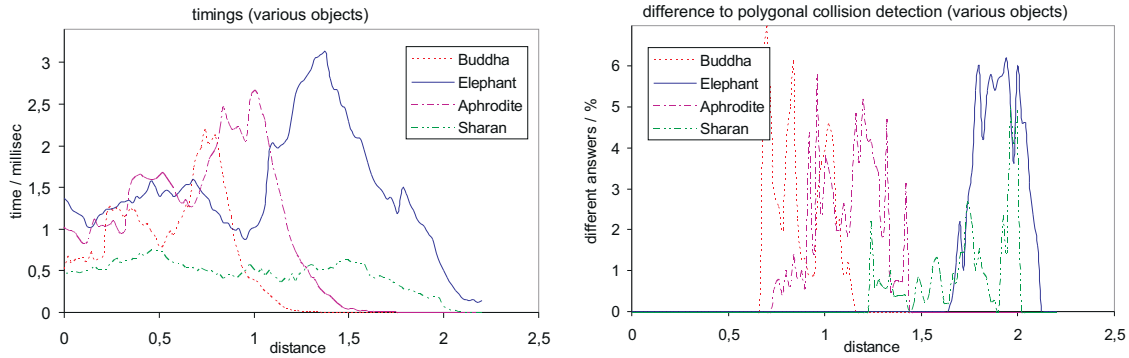 timings (various objects)
3
2,5
2
1,5
1
0,5
0
time / millisec
Buddha
Elephant
Aphrodite
Sharan
0 0,5 1 1,5 2 2,5
distance
difference to polygonal collision detection (various objects)
6
5
4
3
2
1
0
different answers / %
Buddha
Elephant
Aphrodite
Sharan
0 0,5 1 1,5 2 2,5
distance